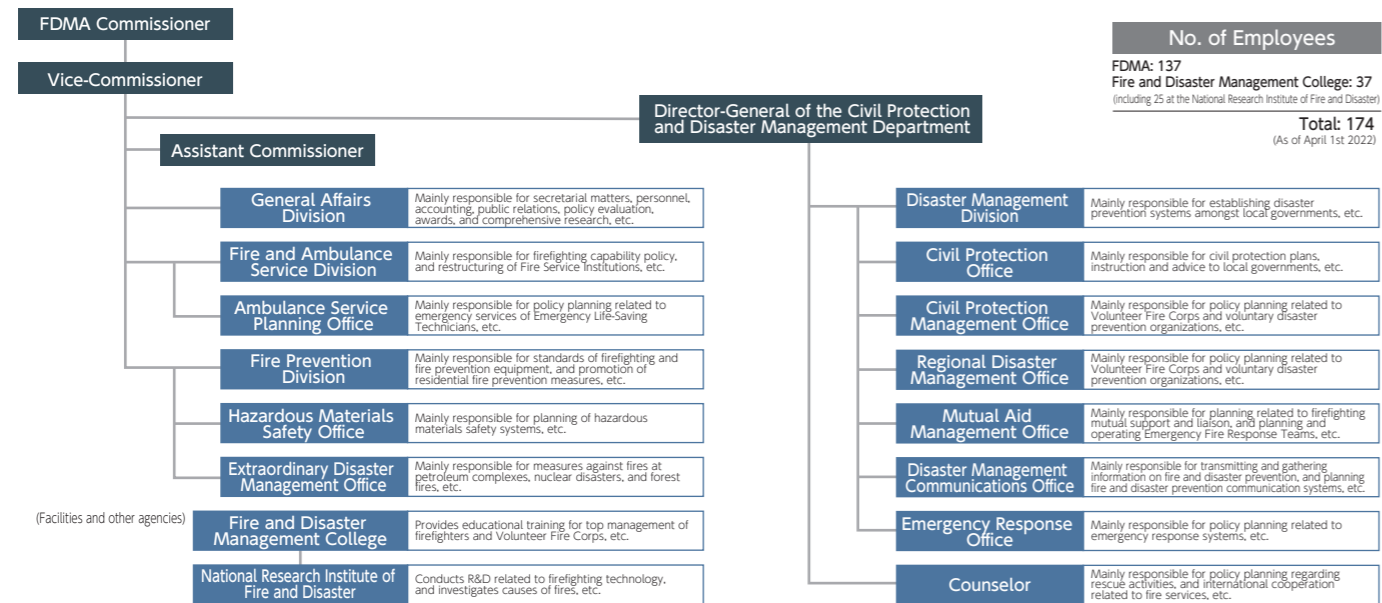 FDMA Commissioner
Vice-Commissioner
Assistant Commissioner
Director-General of the Civil Protection
and Disaster Management Department
No. of Employees
FDMA: 137
Fire and Disaster Management College: 37
(including 25 at the National Research Institute of Fire and Disaster)
Total: 174
(As of April 1st 2022)
General Affairs
Division
Mainly responsible for secretarial matters, personnel,
accounting, public relations, policy evaluation,
awards, and comprehensive research, etc.
Fire and Ambulance
Service Division
Mainly responsible for firefighting capability policy,
and restructuring of Fire Service Institutions, etc.
Ambulance Service
Planning Office
Mainly responsible for policy planning related to
emergency services of Emergency Life-Saving
Technicians, etc.
Fire Prevention
Division
Mainly responsible for standards of firefighting and
fire prevention equipment, and promotion of
residential fire prevention measures, etc.
Hazardous Materials
Safety Office
Mainly responsible for planning of hazardous
materials safety systems, etc.
Extraordinary Disaster
Management Office
Mainly responsible for measures against fires at
petroleum complexes, nuclear disasters, and forest
fires, etc.
(Facilities and other agencies)
Fire and Disaster
Management College
Provides educational training for top management of
firefighters and Volunteer Fire Corps, etc.
National Research Institute of
Fire and Disaster
Conducts R&D related to firefighting technology,
and investigates causes of fires, etc.
Disaster Management
Division
Mainly responsible for establishing disaster
prevention systems amongst local governments, etc.
Civil Protection
Office
Mainly responsible for civil protection plans,
instruction and advice to local governments, etc.
Civil Protection
Management Office
Mainly responsible for policy planning related to
Volunteer Fire Corps and voluntary disaster
prevention organizations, etc.
Regional Disaster
Management Office
Mainly responsible for policy planning related to
Volunteer Fire Corps and voluntary disaster
prevention organizations, etc.
Mutual Aid
Management Office
Mainly responsible for planning related to firefighting
mutual support and liaison, and planning and
operating Emergency Fire Response Teams, etc.
Disaster Management
Communications Office
Mainly responsible for transmitting and gathering
information on fire and disaster prevention, and planning
fire and disaster prevention communication systems, etc.
Emergency Response
Office
Mainly responsible for policy planning related to
emergency response systems, etc.
Counselor
Mainly responsible for policy planning regarding
rescue activities, and international cooperation
related to fire services, etc.